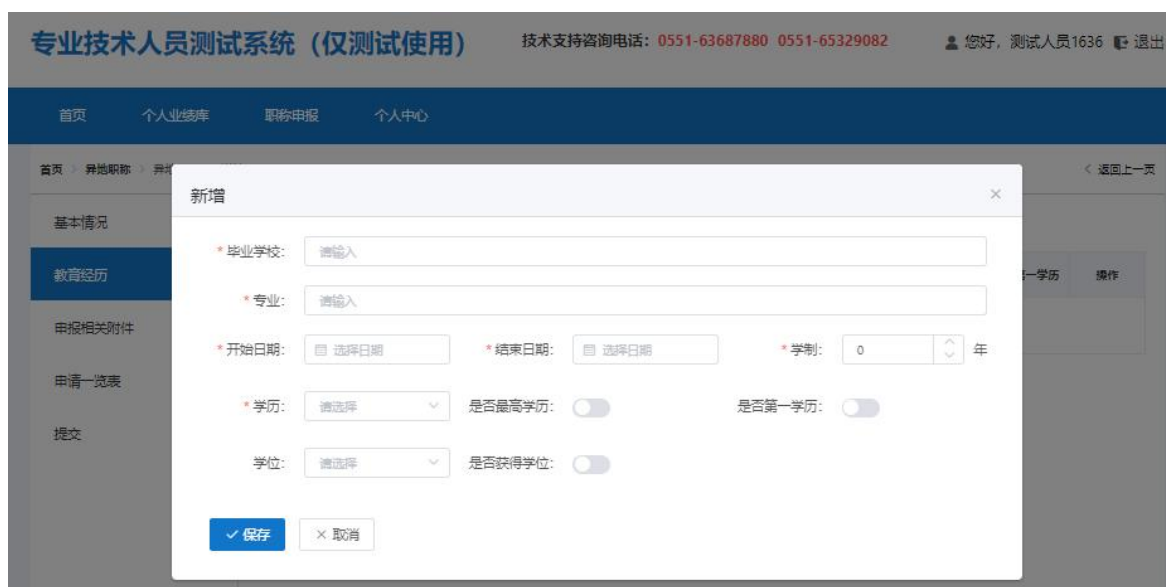 专业技术人员测试系统（仅测试使用） 技术支持咨询电话：0551-63687880 0551-65329082 您好，测试人员1636 退出
首页 个人业绩库 职称申报 个人中心
首页 异地职称 返回上一页
新增
基本情况
*毕业学校： 请输入
教育经历 一学历 操作
*专业： 请输入
申报相关附件
*开始日期： 选择日期 *结束日期： 选择日期 *学制： 0 年
申请一览表
*学历： 请选择 是否最高学历： 是否第一学历：
提交
学位： 请选择 是否获得学位：
保存 取消